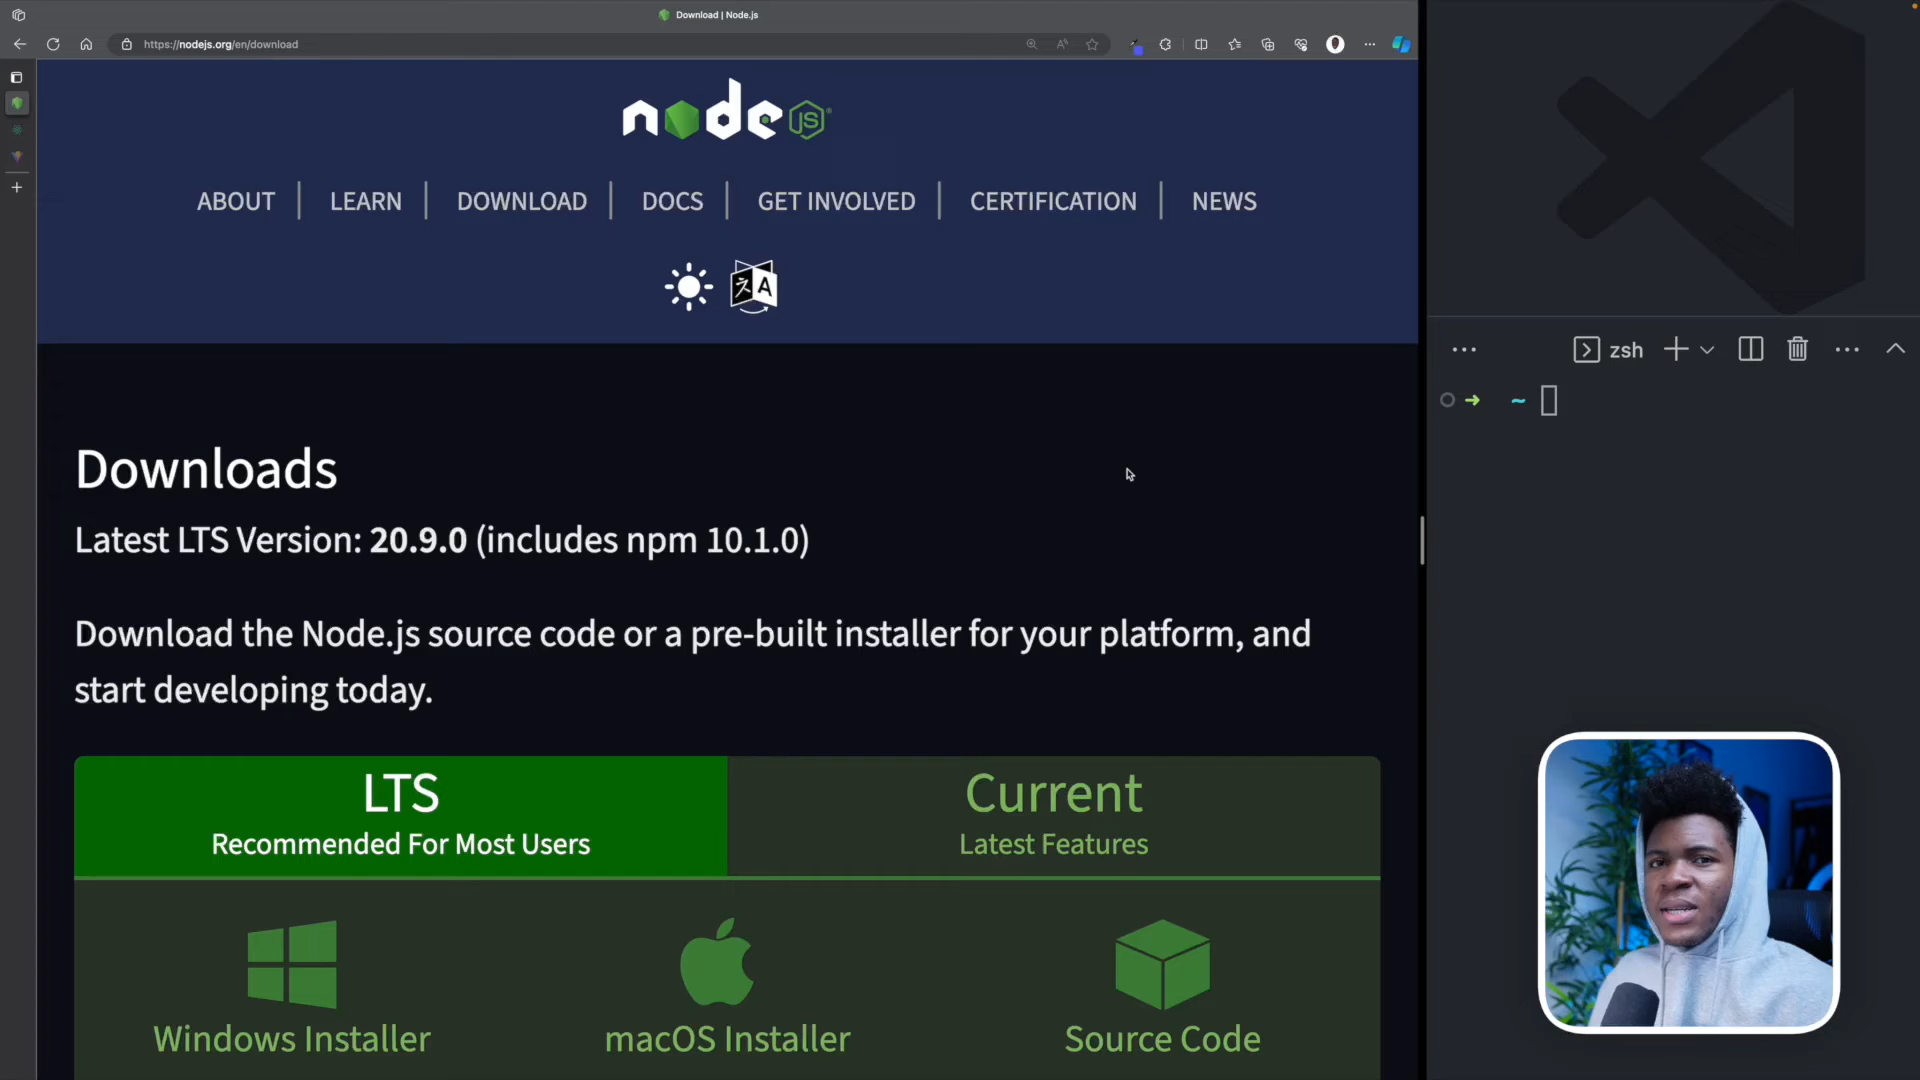 Download | Node.js
https://nodejs.org/en/download
node JS
ABOUT
LEARN
DOWNLOAD
DOCS
GET INVOLVED
CERTIFICATION
NEWS
Downloads
Latest LTS Version: 20.9.0 (includes npm 10.1.0)
Download the Node.js source code or a pre-built installer for your platform, and
start developing today.
LTS
Recommended For Most Users
Current
Latest Features
Windows Installer
macOS Installer
Source Code
zsh
~